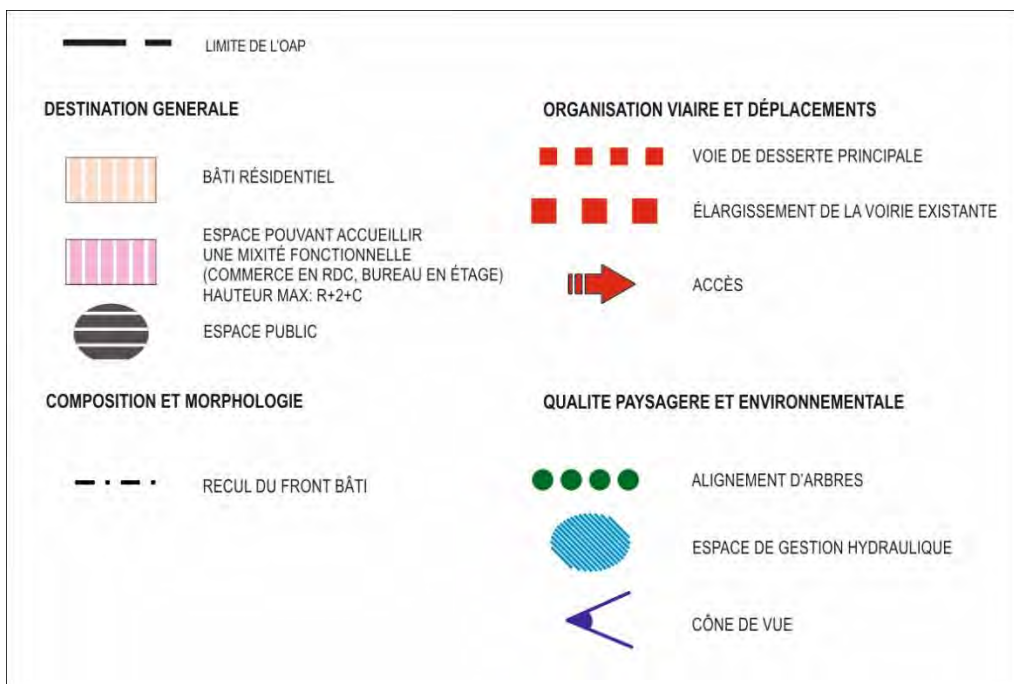 LIMITE DE L'OAP
DESTINATION GENERALE
BÂTI RÉSIDENTIEL
ESPACE POUVANT ACCUEILLIR
UNE MIXITÉ FONCTIONNELLE
(COMMERCE EN RDC, BUREAU EN ÉTAGE)
HAUTEUR MAX: R+2+C
ESPACE PUBLIC
COMPOSITION ET MORPHOLOGIE
RECUL DU FRONT BÂTI
ORGANISATION VIAIRE ET DÉPLACEMENTS
VOIE DE DESSERTE PRINCIPALE
ÉLARGISSEMENT DE LA VOIRIE EXISTANTE
ACCÈS
QUALITE PAYSAGERE ET ENVIRONNEMENTALE
ALIGNEMENT D'ARBRES
ESPACE DE GESTION HYDRAULIQUE
CÔNE DE VUE